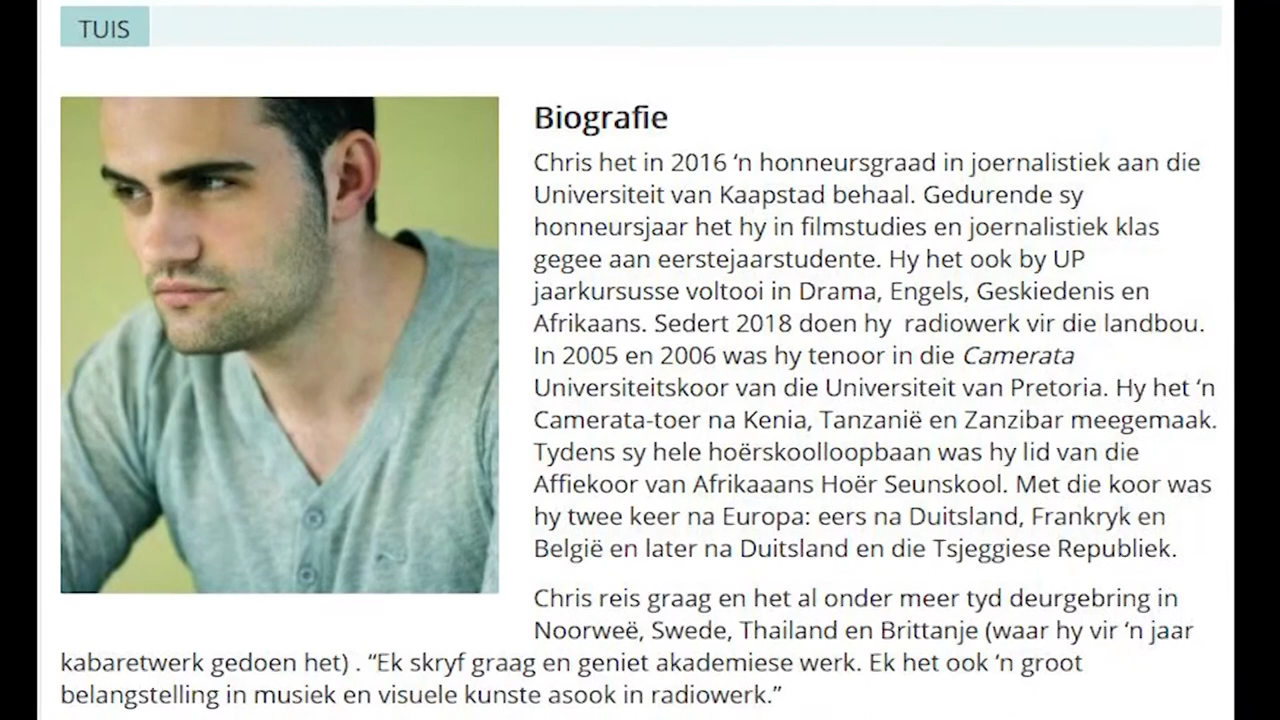 TUIS
Biografie
Chris het in 2016 ‘n honneursgraad in joernalistiek aan die
Universiteit van Kaapstad behaal. Gedurende sy
honneursjaar het hy in filmstudies en joernalistiek klas
gegee aan eerstejaarstudente. Hy het ook by UP
jaarkursusse voltooi in Drama, Engels, Geskiedenis en
Afrikaans. Sedert 2018 doen hy  radiowerk vir die landbou.
In 2005 en 2006 was hy tenoor in die Camerata
Universiteitskoor van die Universiteit van Pretoria. Hy het ‘n
Camerata-toer na Kenia, Tanzanië en Zanzibar meegemaak.
Tydens sy hele hoërskoolloopbaan was hy lid van die
Affiekoor van Afrikaaans Hoër Seunskool. Met die koor was
hy twee keer na Europa: eers na Duitsland, Frankryk en
België en later na Duitsland en die Tsjeggiese Republiek.
Chris reis graag en het al onder meer tyd deurgebring in
Noorweë, Swede, Thailand en Brittanje (waar hy vir ‘n jaar
kabaretwerk gedoen het) . “Ek skryf graag en geniet akademiese werk. Ek het ook ‘n groot
belangstelling in musiek en visuele kunste asook in radiowerk.”